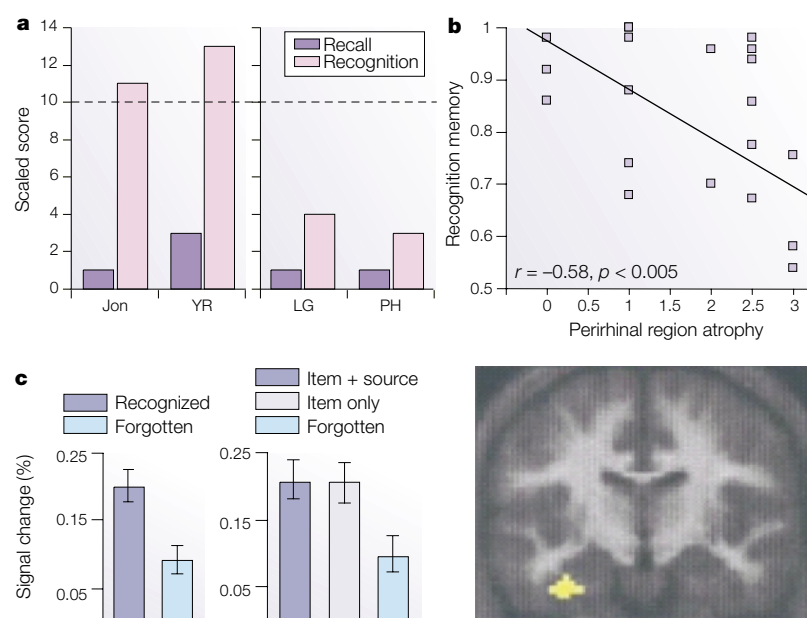 a
14
12
10
8
6
4
2
0
Scaled score
Recall
Recognition
Jon
YR
LG
PH
b
1
0.9
0.8
0.7
0.6
0.5
Recognition memory
r = –0.58, p < 0.005
0
0.5
1
1.5
2
2.5
3
Perirhinal region atrophy
c
Recognized
Forgotten
Item + source
Item only
Forgotten
Signal change (%)
0.25
0.15
0.05
0.25
0.15
0.05